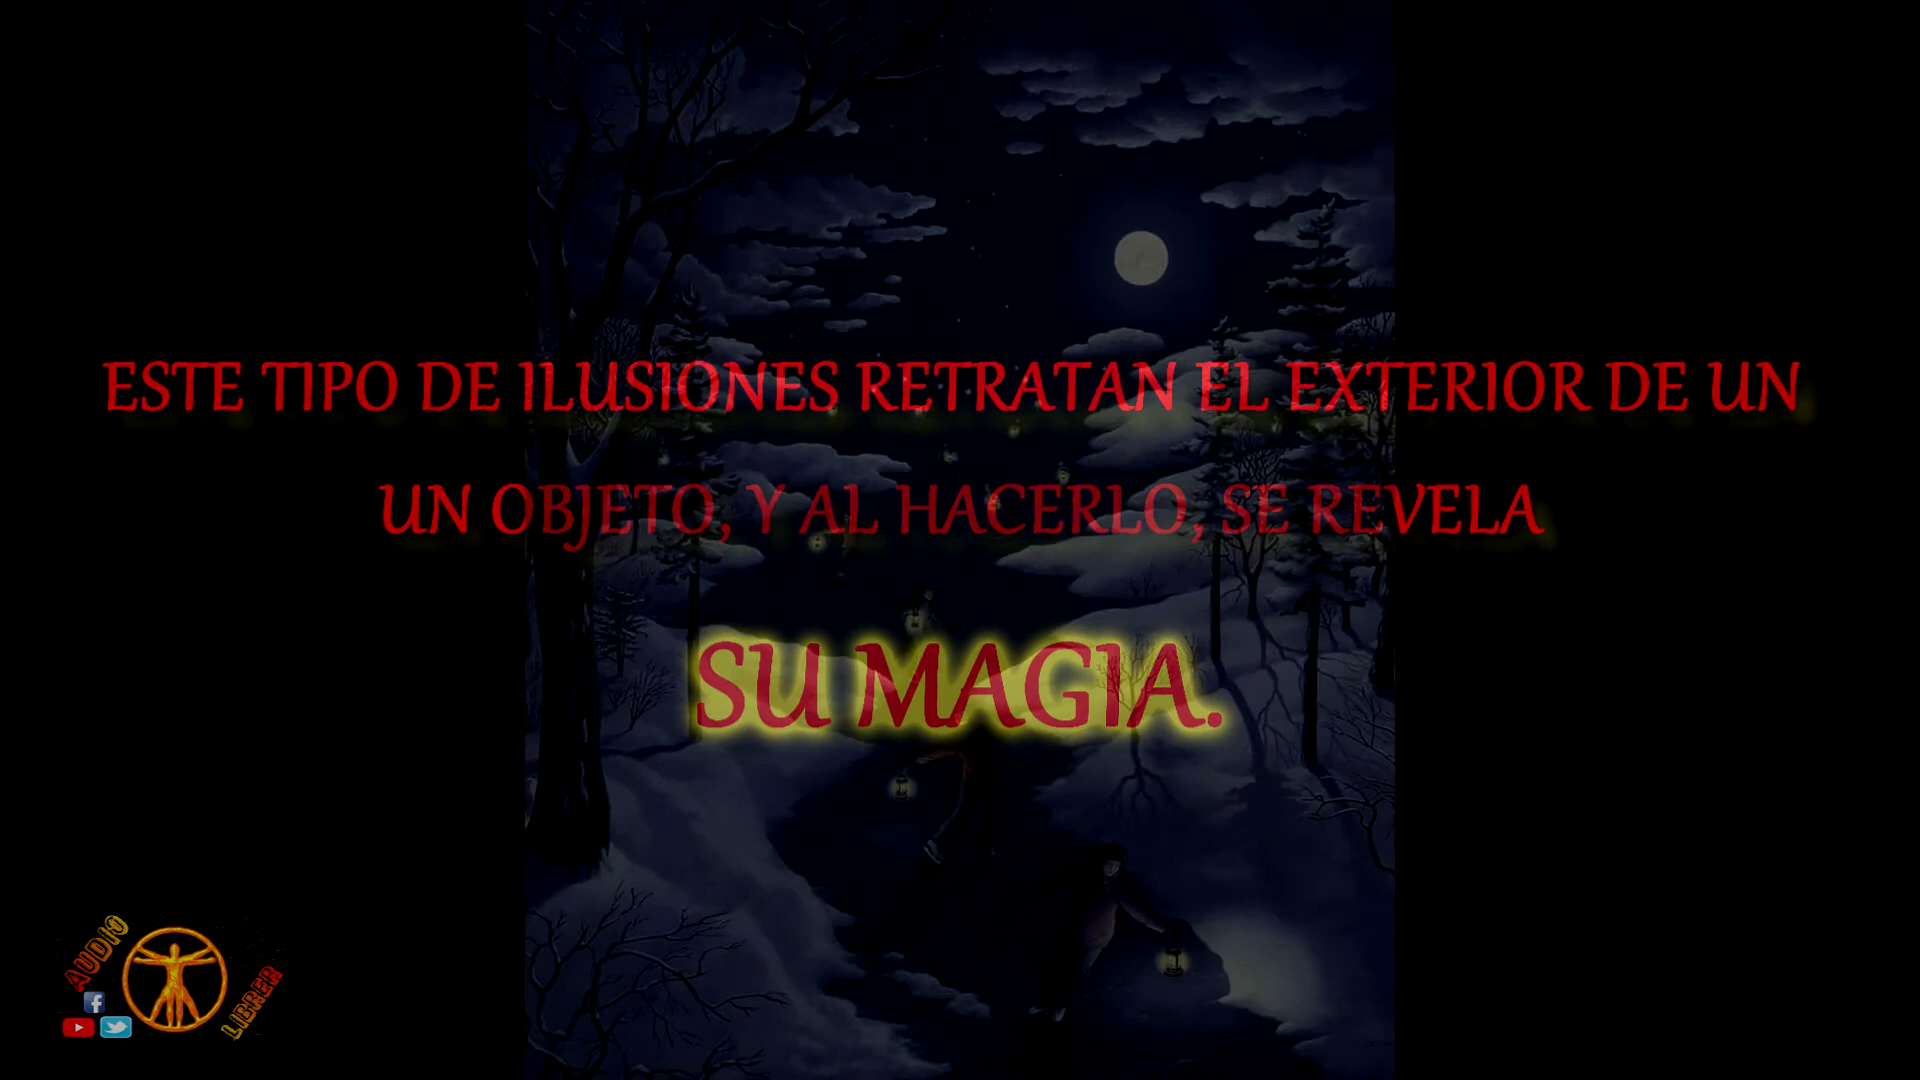 ESTE TIPO DE ILUSIONES RETRATAN EL EXTERIOR DE UN
UN OBJETO, Y AL HACERLO, SE REVELA
SU MAGIA.
AUDIO
LIBRER